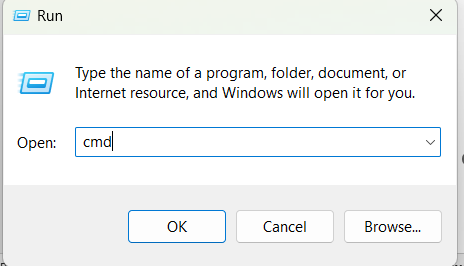 Run
Type the name of a program, folder, document, or
Internet resource, and Windows will open it for you.
Open: cmd
OK Cancel Browse...